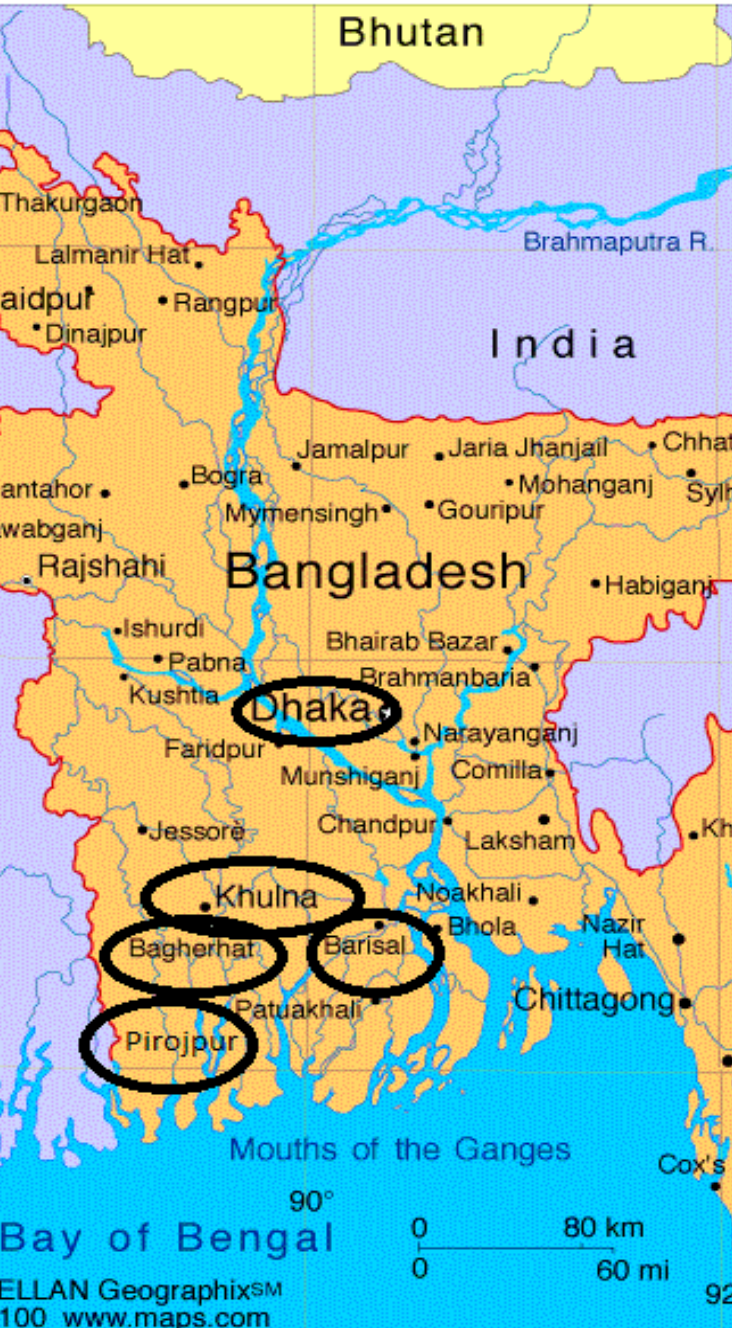 Bhutan
Thakurgaon
Brahmaputra R.
Lalmanir Hat
aidpur
Rangpur
Dinajpur
India
Jamalpur
Jaria Jhanjail
Chhat
Bogra
Mohanganj
Sylh
antahor
Mymensingh
Gouripur
wabganj
Rajshahi
Bangladesh
Habiganj
Ishurdi
Bhairab Bazar
Pabna
Brahmanbaria
Kushtia
Dhaka
Narayanganj
Faridpur
Munshiganj
Comilla
Chandpur
Jessore
Laksham
Kh
Khulna
Noakhali
Bhola
Nazir
Hat
Bagherhat
Barisal
Patuakhali
Chittagong
Pirojpur
Mouths of the Ganges
Cox's
90°
Bay of Bengal
0 80 km
0 60 mi
ELLAN Geographix℠
92
100 www.maps.com